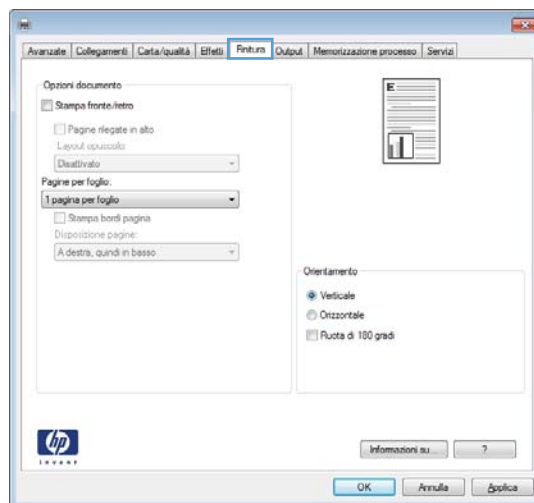 Avanzate Collegamenti Carta/qualità Effetti Finitura Output Memorizzazione processo Servizi
Opzioni documento
Stampa fronte/retro
Pagine rilegate in alto
Layout opuscolo:
Disattivato
Pagine per foglio:
1 pagina per foglio
Stampa bordi pagina
Disposizione pagine:
A destra, quindi in basso
E
Orientamento
Verticale
Orizzontale
Ruota di 180 gradi
hp
invent
Informazioni su... ?
OK Annulla Applica